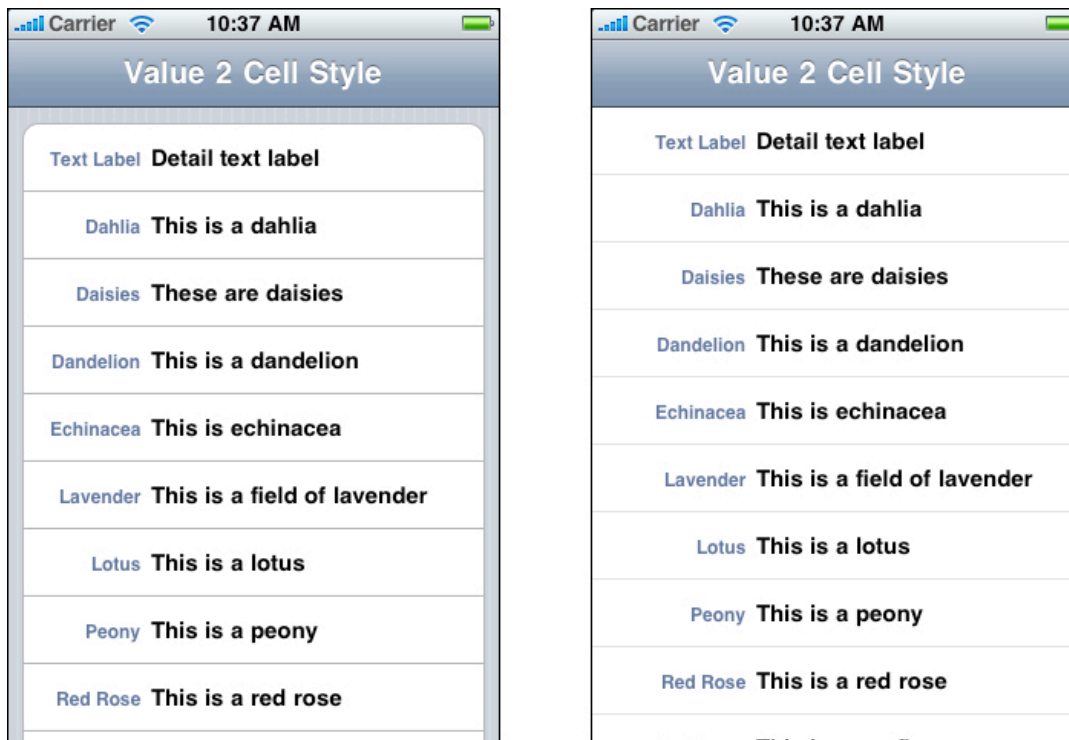 Carrier 10:37 AM
Value 2 Cell Style
Text Label Detail text label
Dahlia This is a dahlia
Daisies These are daisies
Dandelion This is a dandelion
Echinacea This is echinacea
Lavender This is a field of lavender
Lotus This is a lotus
Peony This is a peony
Red Rose This is a red rose
Carrier 10:37 AM
Value 2 Cell Style
Text Label Detail text label
Dahlia This is a dahlia
Daisies These are daisies
Dandelion This is a dandelion
Echinacea This is echinacea
Lavender This is a field of lavender
Lotus This is a lotus
Peony This is a peony
Red Rose This is a red rose